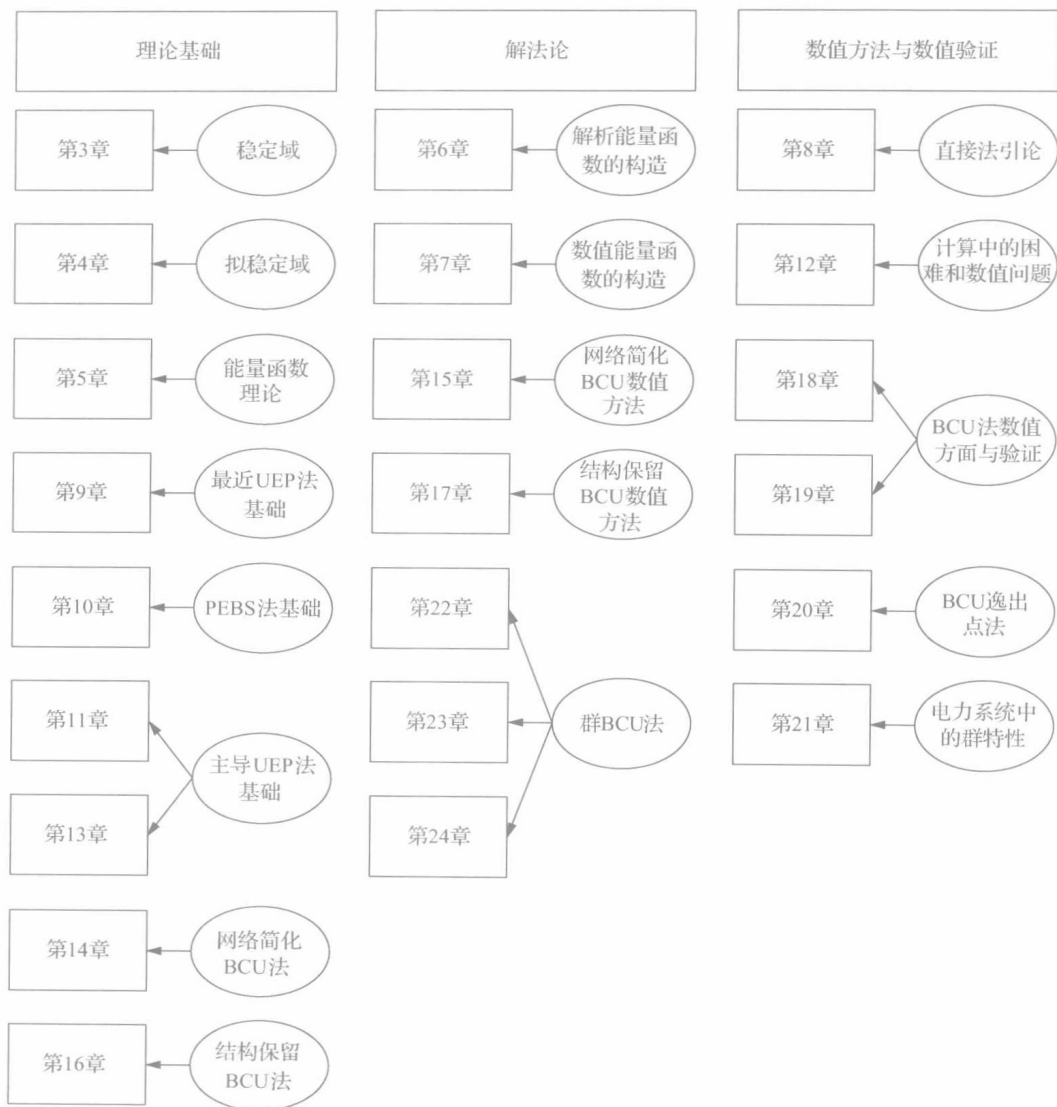 理论基础
解法论
数值方法与数值验证
第3章
稳定域
第4章
拟稳定域
第5章
能量函数
理论
第9章
最近UEP法
基础
第10章
PEBS法基础
第11章
第13章
主导UEP法
基础
第14章
网络简化
BCU法
第16章
结构保留
BCU法
第6章
解析能量函
数的构造
第7章
数值能量函
数的构造
第15章
网络简化
BCU数值
方法
第17章
结构保留
BCU数值
方法
第22章
第23章
第24章
群BCU法
第8章
直接法引论
第12章
计算中的困
难和数值问题
第18章
第19章
BCU法数值
方面与验证
第20章
BCU逸出
点法
第21章
电力系统中
的群特性